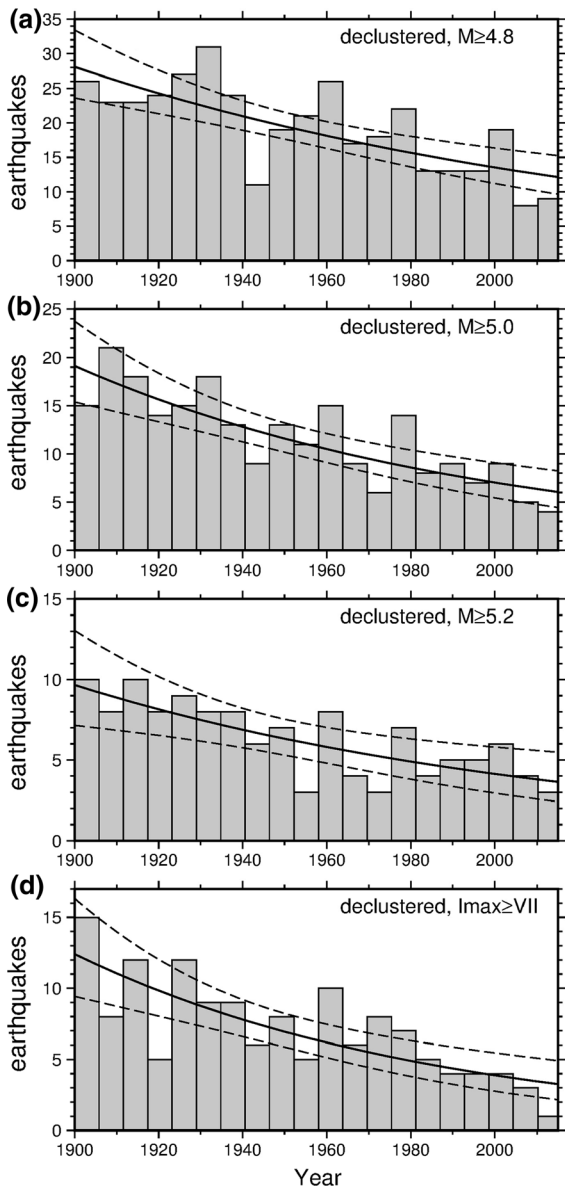 (a)
declustered, M≥4.8
earthquakes
35
30
25
20
15
10
5
0
1900 1920 1940 1960 1980 2000
(b)
declustered, M≥5.0
earthquakes
25
20
15
10
5
0
1900 1920 1940 1960 1980 2000
(c)
declustered, M≥5.2
earthquakes
15
10
5
0
1900 1920 1940 1960 1980 2000
(d)
declustered, Imax≥VII
earthquakes
15
10
5
0
1900 1920 1940 1960 1980 2000
Year